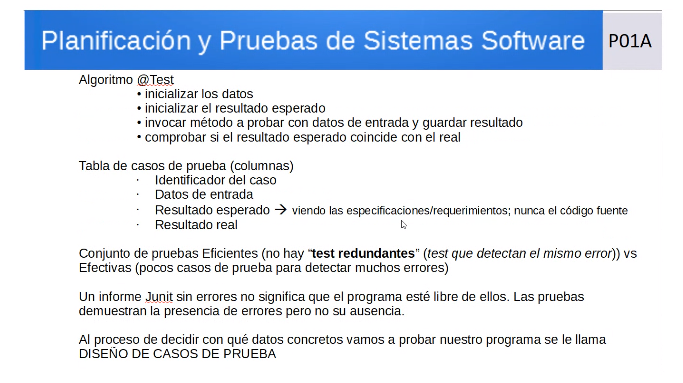 Planificación y Pruebas de Sistemas Software P01A
Algoritmo @Test
• inicializar los datos
• inicializar el resultado esperado
• invocar método a probar con datos de entrada y guardar resultado
• comprobar si el resultado esperado coincide con el real
Tabla de casos de prueba (columnas)
· Identificador del caso
· Datos de entrada
· Resultado esperado → viendo las especificaciones/requerimientos; nunca el código fuente
· Resultado real
Conjunto de pruebas Eficientes (no hay “test redundantes” (test que detectan el mismo error)) vs
Efectivas (pocos casos de prueba para detectar muchos errores)
Un informe Junit sin errores no significa que el programa esté libre de ellos. Las pruebas
demuestran la presencia de errores pero no su ausencia.
Al proceso de decidir con qué datos concretos vamos a probar nuestro programa se le llama
DISEÑO DE CASOS DE PRUEBA